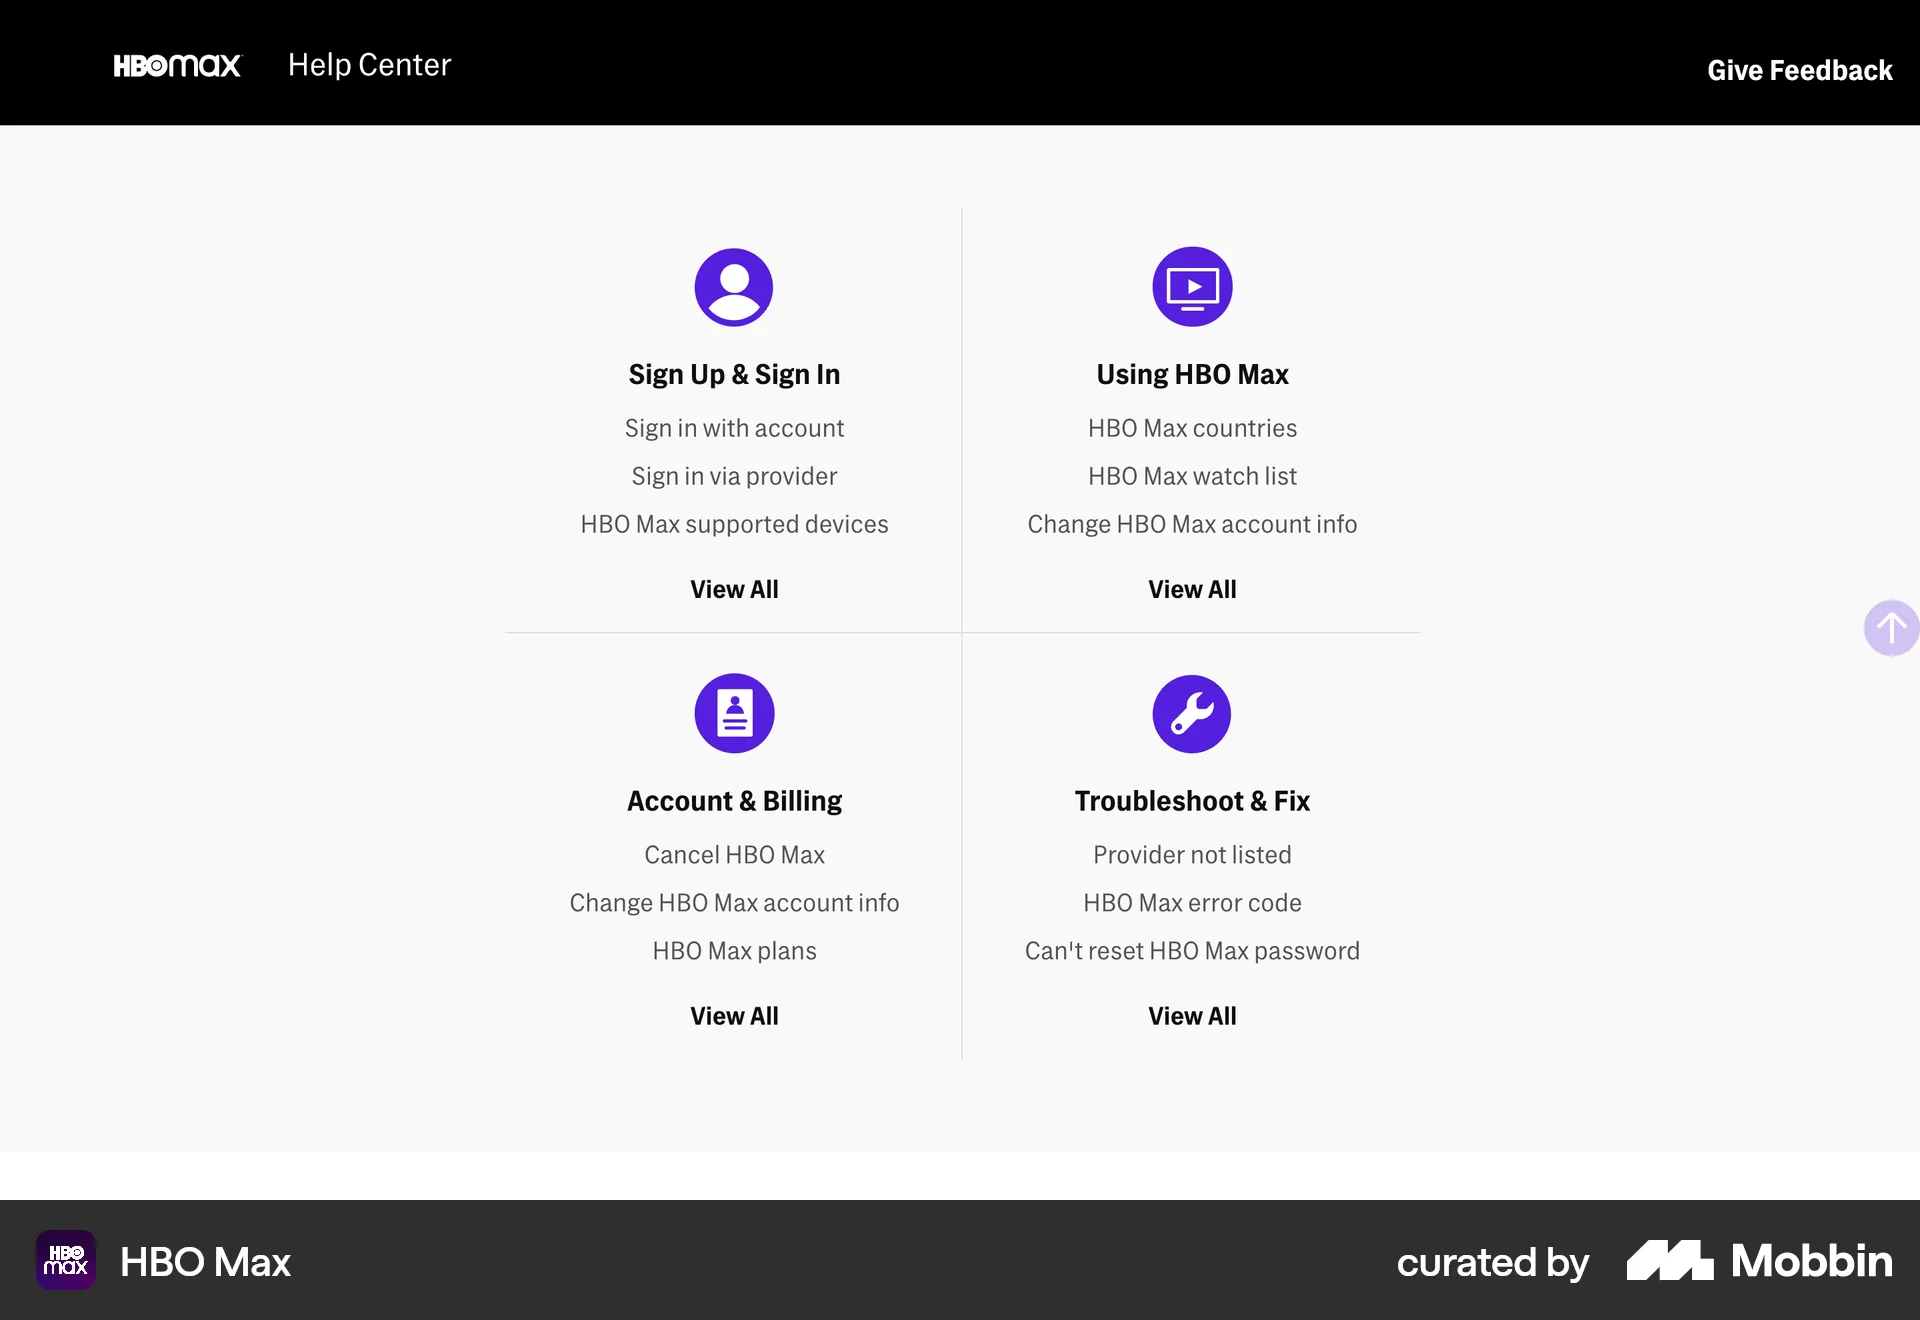 HBOMAX Help Center
Give Feedback
Sign Up & Sign In
Sign in with account
Sign in via provider
HBO Max supported devices
View All
Using HBO Max
HBO Max countries
HBO Max watch list
Change HBO Max account info
View All
Account & Billing
Cancel HBO Max
Change HBO Max account info
HBO Max plans
View All
Troubleshoot & Fix
Provider not listed
HBO Max error code
Can't reset HBO Max password
View All
HBO
max
HBO Max
curated by Mobbin